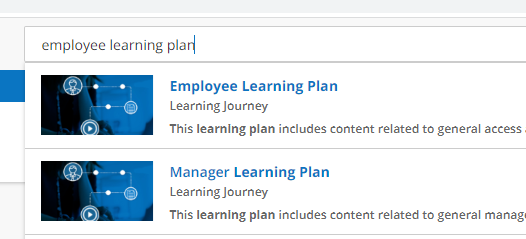 employee learning plan
Employee Learning Plan
Learning Journey
This learning plan includes content related to general access
Manager Learning Plan
Learning Journey
This learning plan includes content related to general